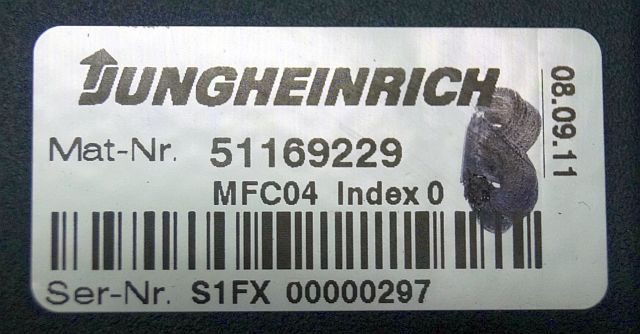 JUNGHEINRICH
Mat-Nr. 51169229
MFC04 Index 0
Ser-Nr. S1FX 00000297
08.09.11